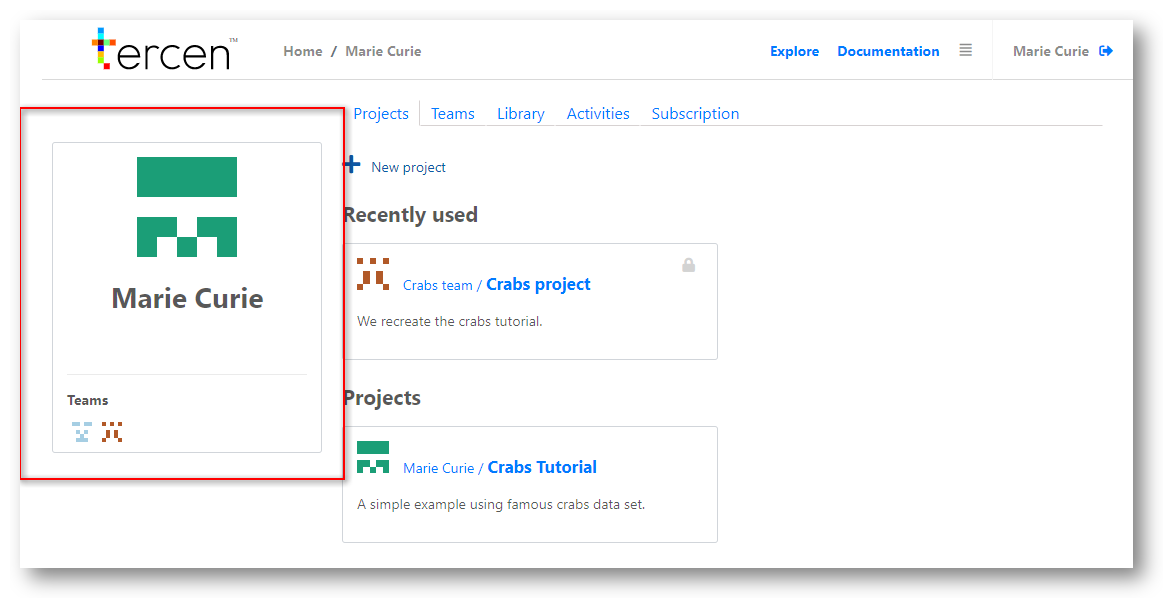 tercen™
Home / Marie Curie
Explore Documentation
Marie Curie
Projects Teams Library Activities Subscription
Marie Curie
Teams
New project
Recently used
Crabs team / Crabs project
We recreate the crabs tutorial.
Projects
Marie Curie / Crabs Tutorial
A simple example using famous crabs data set.